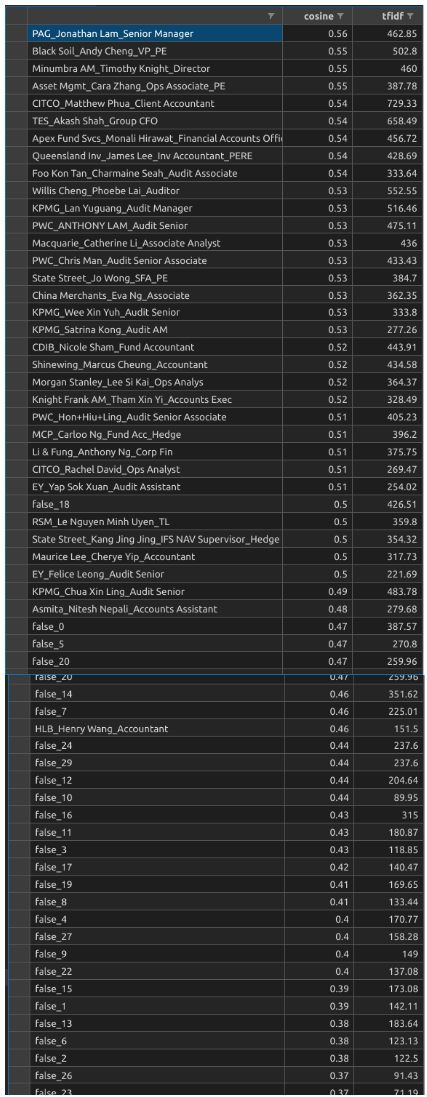 cosine tfidf
PAG_Jonathan Lam_Senior Manager 0.56 462.85
Black Soil_Andy Cheng_VP_PE 0.55 502.8
Minumbra AM_Timothy Knight_Director 0.55 460
Asset Mgmt_Cara Zhang_Ops Associate_PE 0.55 387.78
CITCO_Matthew Phua_Client Accountant 0.54 729.33
TES_Akash Shah_Group CFO 0.54 658.49
Apex Fund Svcs_Monali Hirawat_Financial Accounts Offi 0.54 456.72
Queensland Inv_James Lee_Inv Accountant_PERE 0.54 428.69
Foo Kon Tan_Charmaine Seah_Audit Associate 0.54 333.64
Willis Cheng_Phoebe Lai_Auditor 0.53 552.55
KPMG_Lan Yuguang_Audit Manager 0.53 516.46
PWC_ANTHONY LAM_Audit Senior 0.53 475.11
Macquarie_Catherine Li_Associate Analyst 0.53 436
PWC_Chris Man_Audit Senior Associate 0.53 433.43
State Street_Jo Wong_SFA_PE 0.53 384.7
China Merchants_Eva Ng_Associate 0.53 362.35
KPMG_Wee Xin Yuh_Audit Senior 0.53 333.8
KPMG_Satrina Kong_Audit AM 0.53 277.26
CDIB_Nicole Sham_Fund Accountant 0.52 443.91
Shinewing_Marcus Cheung_Accountant 0.52 434.58
Morgan Stanley_Lee Si Kai_Ops Analys 0.52 364.37
Knight Frank AM_Tham Xin Yi_Accounts Exec 0.52 328.49
PWC_Hon+Hiu+Ling_Audit Senior Associate 0.51 405.23
MCP_Carloo Ng_Fund Acc_Hedge 0.51 396.2
Li & Fung_Anthony Ng_Corp Fin 0.51 375.75
CITCO_Rachel David_Ops Analyst 0.51 269.47
EY_Yap Sok Xuan_Audit Assistant 0.51 254.02
false_18 0.5 426.51
RSM_Le Nguyen Minh Uyen_TL 0.5 359.8
State Street_Kang Jing Jing_IFS NAV Supervisor_Hedge 0.5 354.32
Maurice Lee_Cherye Yip_Accountant 0.5 317.73
EY_Felice Leong_Audit Senior 0.5 221.69
KPMG_Chua Xin Ling_Audit Senior 0.49 483.78
Asmita_Nitesh Nepali_Accounts Assistant 0.48 279.68
false_0 0.47 387.57
false_5 0.47 270.8
false_20 0.47 259.96
false_20 0.47 259.96
false_14 0.46 351.62
false_7 0.46 225.01
HLB_Henry Wang_Accountant 0.46 151.5
false_24 0.44 237.6
false_29 0.44 237.6
false_12 0.44 204.64
false_10 0.44 89.95
false_16 0.43 315
false_11 0.43 180.87
false_3 0.43 118.85
false_17 0.42 140.47
false_19 0.41 169.65
false_8 0.41 133.44
false_4 0.4 170.77
false_27 0.4 158.28
false_9 0.4 149
false_22 0.4 137.08
false_15 0.39 173.08
false_1 0.39 142.11
false_13 0.38 183.64
false_6 0.38 123.13
false_2 0.38 122.5
false_26 0.37 91.43
false_23 0.37 71.19